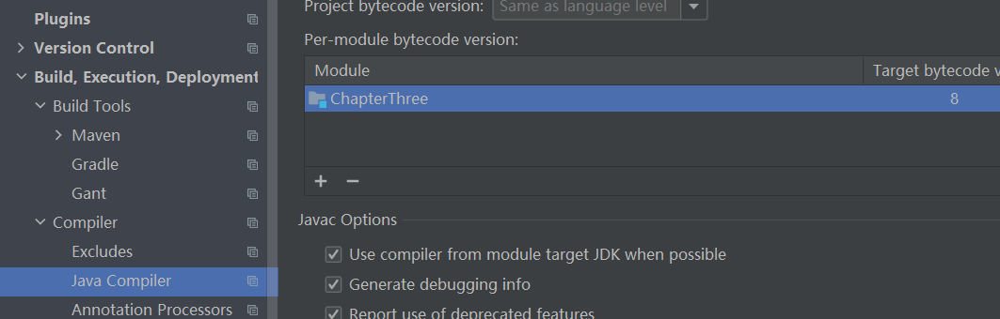 Plugins
Version Control
Build, Execution, Deployment
Build Tools
Maven
Gradle
Gant
Compiler
Excludes
Java Compiler
Annotation Processors
Project bytecode version: Same as language level
Per-module bytecode version:
Module Target bytecode v
ChapterThree 8
Javac Options
Use compiler from module target JDK when possible
Generate debugging info
Report use of deprecated features